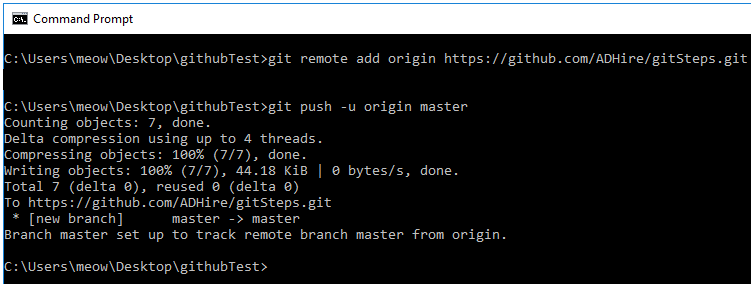 Command Prompt
C:\Users\meow\Desktop\githubTest>git remote add origin https://github.com/ADHire/gitSteps.git
C:\Users\meow\Desktop\githubTest>git push -u origin master
Counting objects: 7, done.
Delta compression using up to 4 threads.
Compressing objects: 100% (7/7), done.
Writing objects: 100% (7/7), 44.18 KiB | 0 bytes/s, done.
Total 7 (delta 0), reused 0 (delta 0)
To https://github.com/ADHire/gitSteps.git
 * [new branch]      master -> master
Branch master set up to track remote branch master from origin.
C:\Users\meow\Desktop\githubTest>